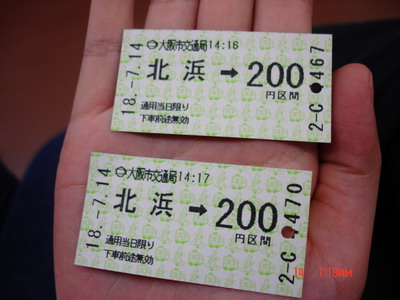 大阪市交通局14:16
北浜→200
円区間
18.-7.14
通用当日限り
下車前途無効
2-C
467
大阪市交通局14:17
北浜→200
円区間
18.-7.14
通用当日限り
下車前途無効
2-C
470